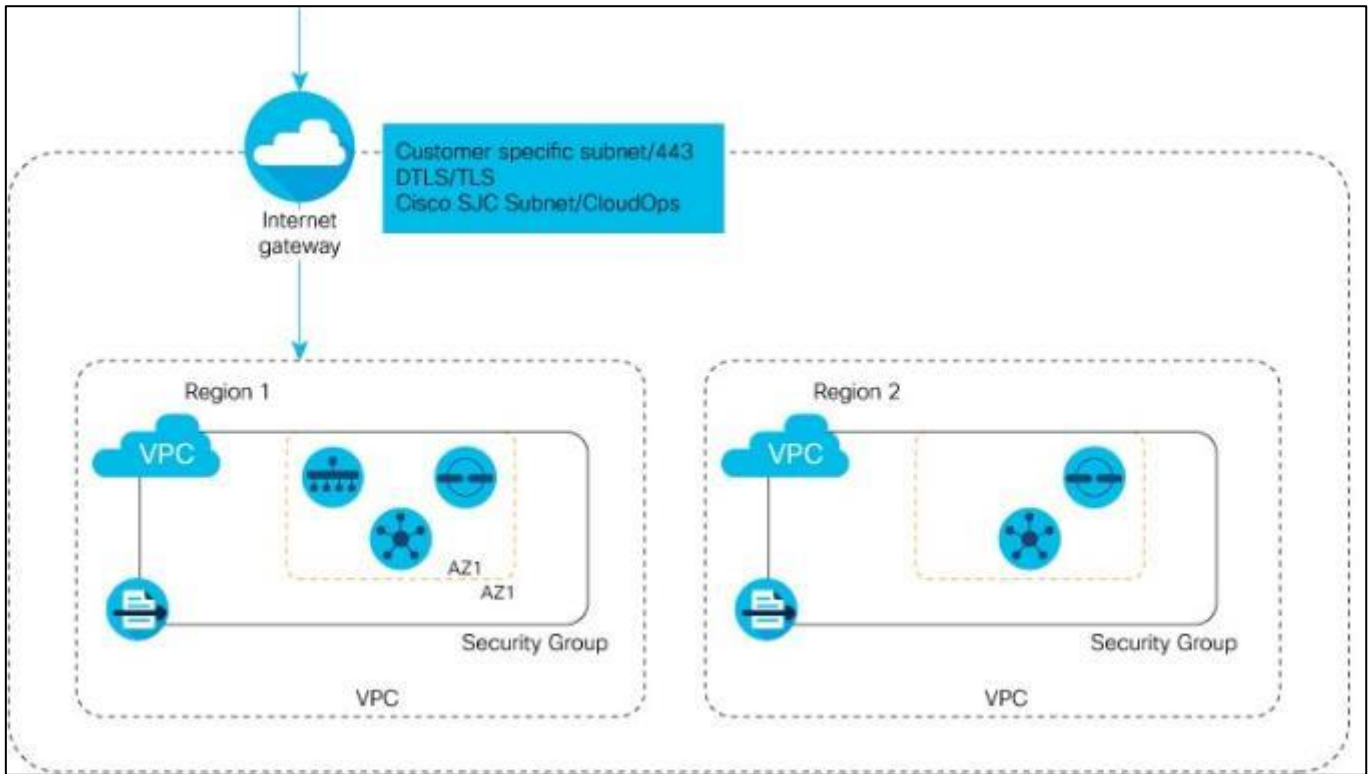 Customer specific subnet/443
DTLS/TLS
Cisco SJC Subnet/CloudOps
Internet
gateway
Region 1
VPC
AZ1
AZ1
Security Group
VPC
Region 2
VPC
Security Group
VPC